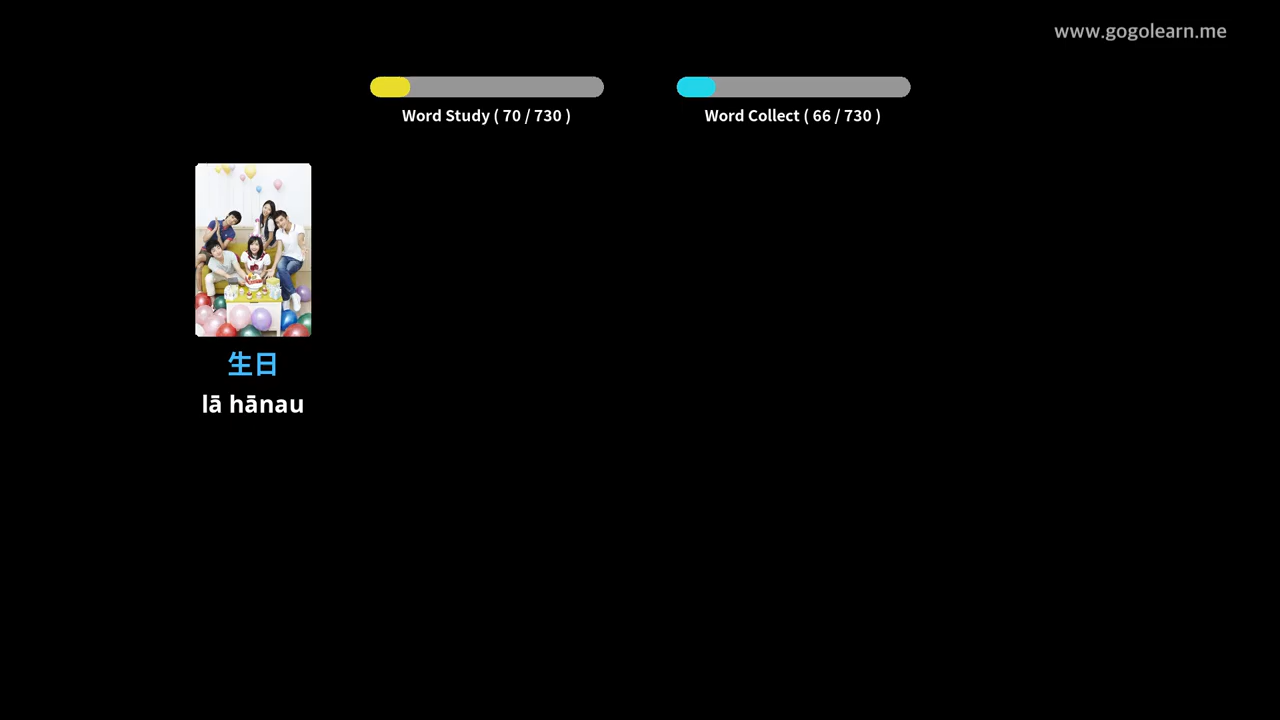 www.gogolearn.me
Word Study ( 70 / 730 )
Word Collect ( 66 / 730 )
生日
lā hānau